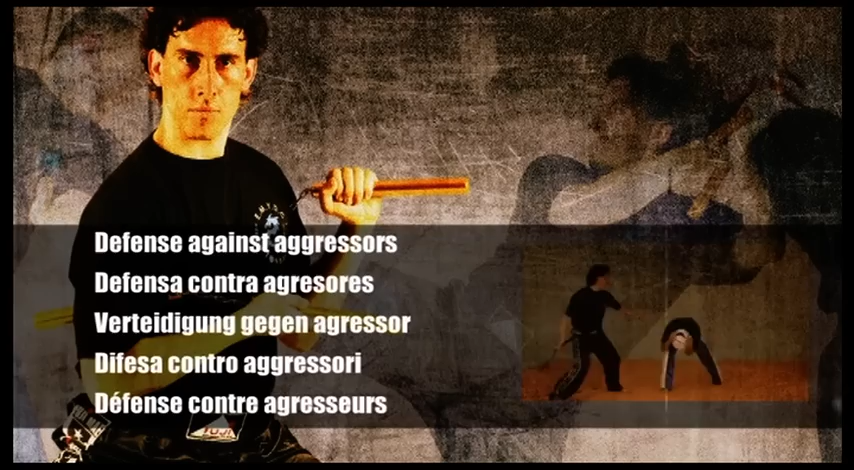 Defense against aggressors
Defensa contra agresores
Verteidigung gegen agressor
Difesa contro aggressori
Défense contre agresseurs